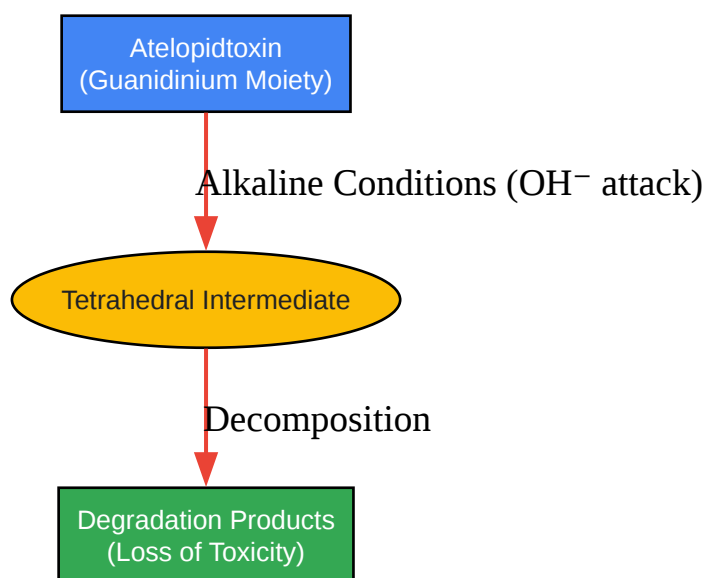 Atelopidtoxin
(Guanidinium Moiety)
Alkaline Conditions (OH⁻ attack)
Tetrahedral Intermediate
Decomposition
Degradation Products
(Loss of Toxicity)